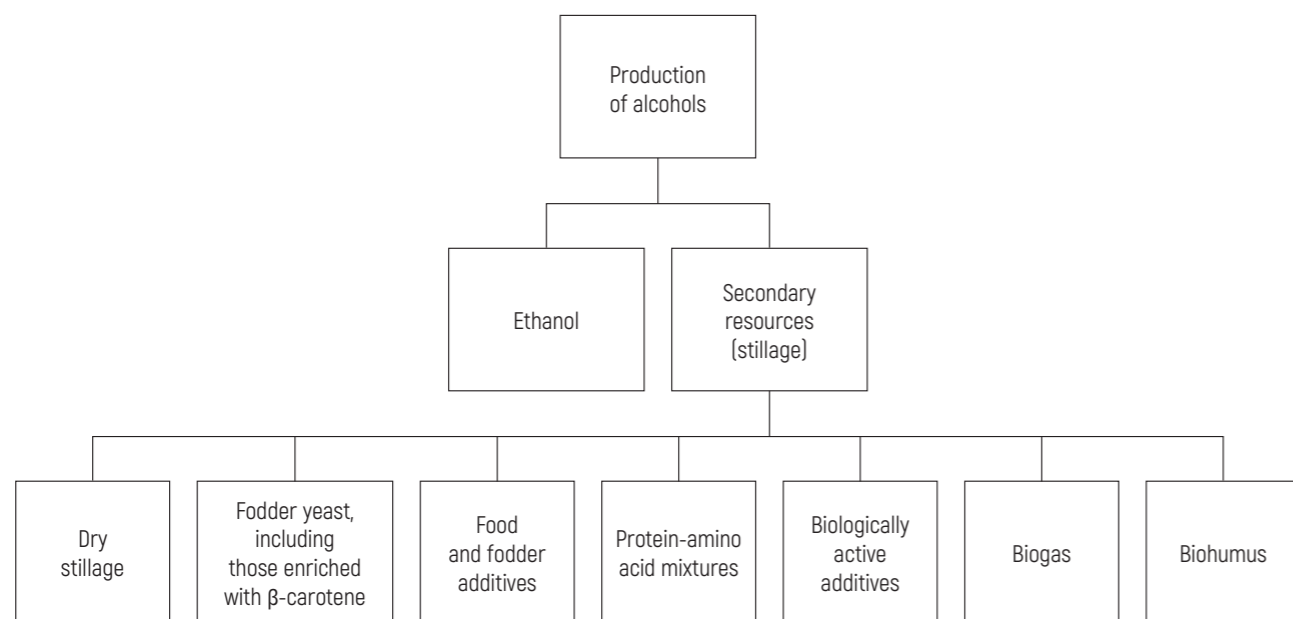 Production
of alcohols
Ethanol
Secondary
resources
(stillage)
Dry
stillage
Fodder yeast,
including
those enriched
with β-carotene
Food
and fodder
additives
Protein-amino
acid mixtures
Biologically
active
additives
Biogas
Biohumus